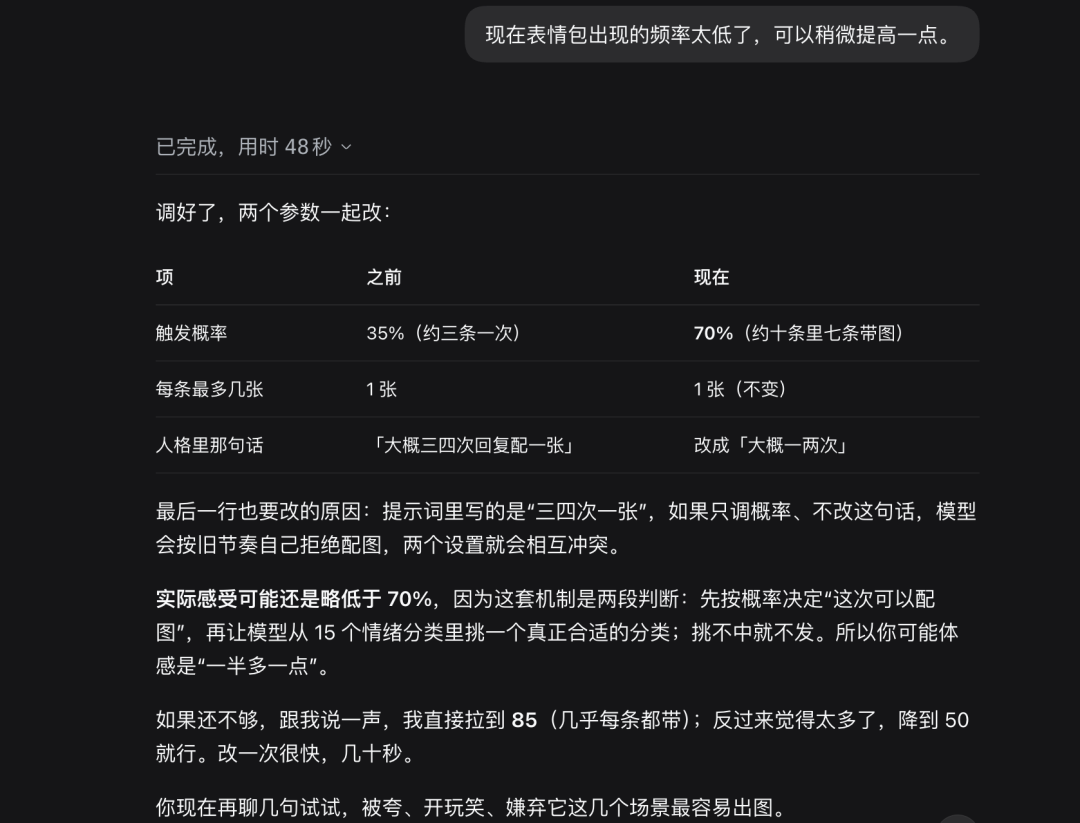 现在表情包出现的频率太低了，可以稍微提高一点。
已完成，用时 48秒
调好了，两个参数一起改：
项 之前 现在
触发概率 35%（约三条一次） 70%（约十条里七条带图）
每条最多几张 1 张 1 张（不变）
人格里那句话 「大概三四次回复配一张」 改成「大概一两次」
最后一行也要改的原因：提示词里写的是“三四次一张”，如果只调概率、不改这句话，模型
会按旧节奏自己拒绝配图，两个设置就会相互冲突。
实际感受可能还是略低于 70%，因为这套机制是两段判断：先按概率决定“这次可以配
图”，再让模型从 15 个情绪分类里挑一个真正合适的分类；挑不中就不发。所以你可能体
感是“一半多一点”。
如果还不够，跟我说一声，我直接拉到 85（几乎每条都带）；反过来觉得太多了，降到 50
就行。改一次很快，几十秒。
你现在再聊几句试试，被夸、开玩笑、嫌弃它这几个场景最容易出图。